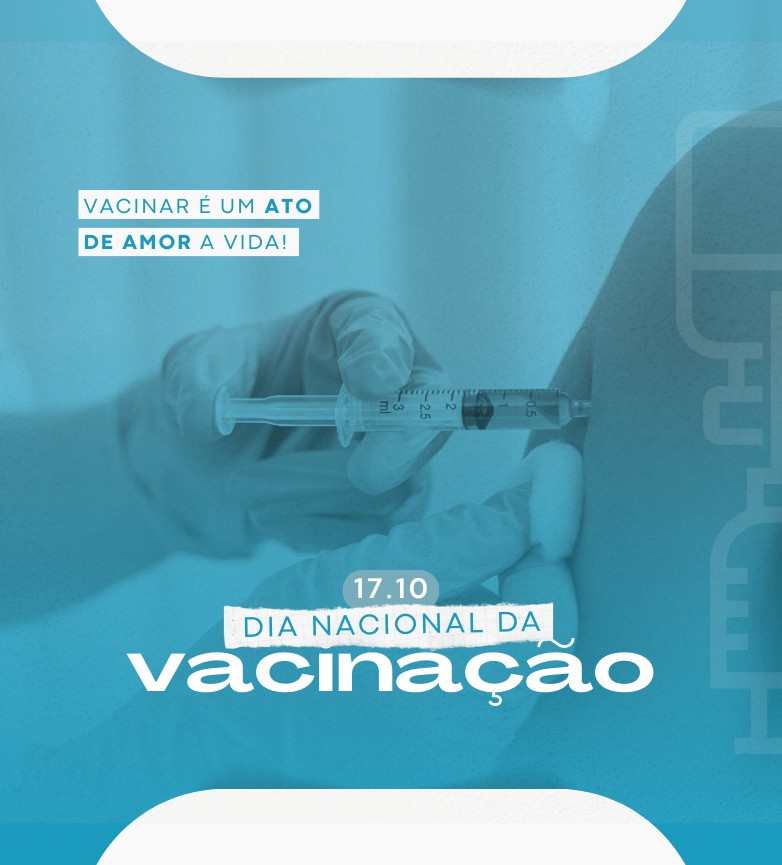 VACINAR É UM ATO
DE AMOR A VIDA!
ml 3 2,5 2 1 0,5
17.10
DIA NACIONAL DA
vacinação